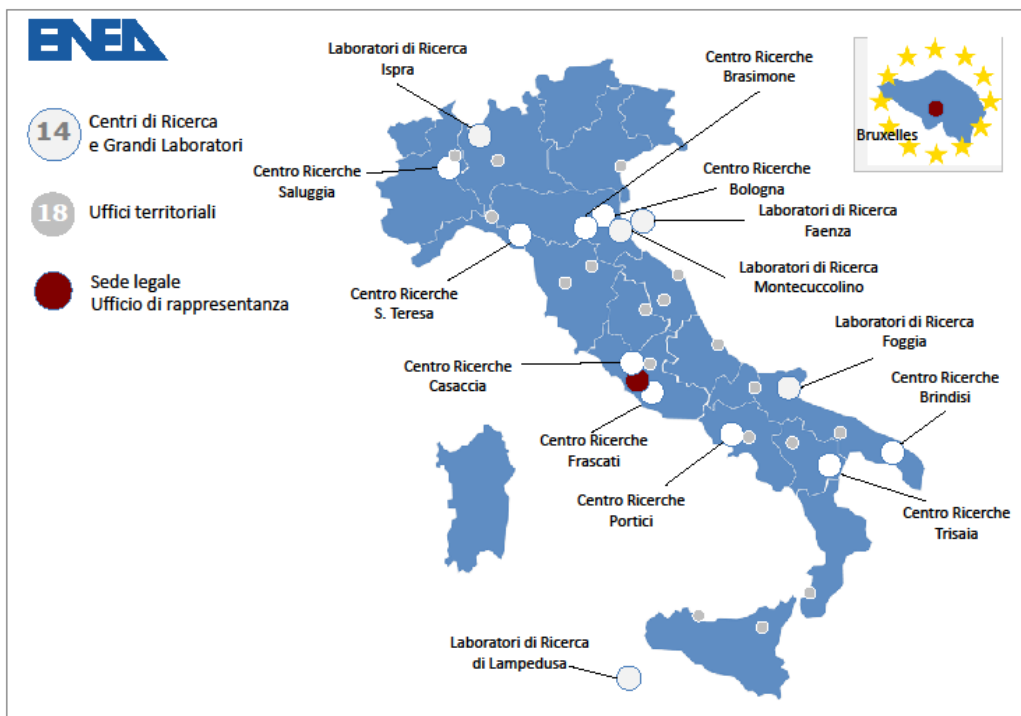 ENEA
14
Centri di Ricerca
e Grandi Laboratori
18
Uffici territoriali
Sede legale
Ufficio di rappresentanza
Laboratori di Ricerca
Ispra
Centro Ricerche
Brasimone
Bruxelles
Centro Ricerche
Saluggia
Centro Ricerche
Bologna
Laboratori di Ricerca
Faenza
Laboratori di Ricerca
Montecuccolino
Centro Ricerche
S. Teresa
Laboratori di Ricerca
Foggia
Centro Ricerche
Casaccia
Centro Ricerche
Brindisi
Centro Ricerche
Frascati
Centro Ricerche
Portici
Centro Ricerche
Trisaia
Laboratori di Ricerca
di Lampedusa